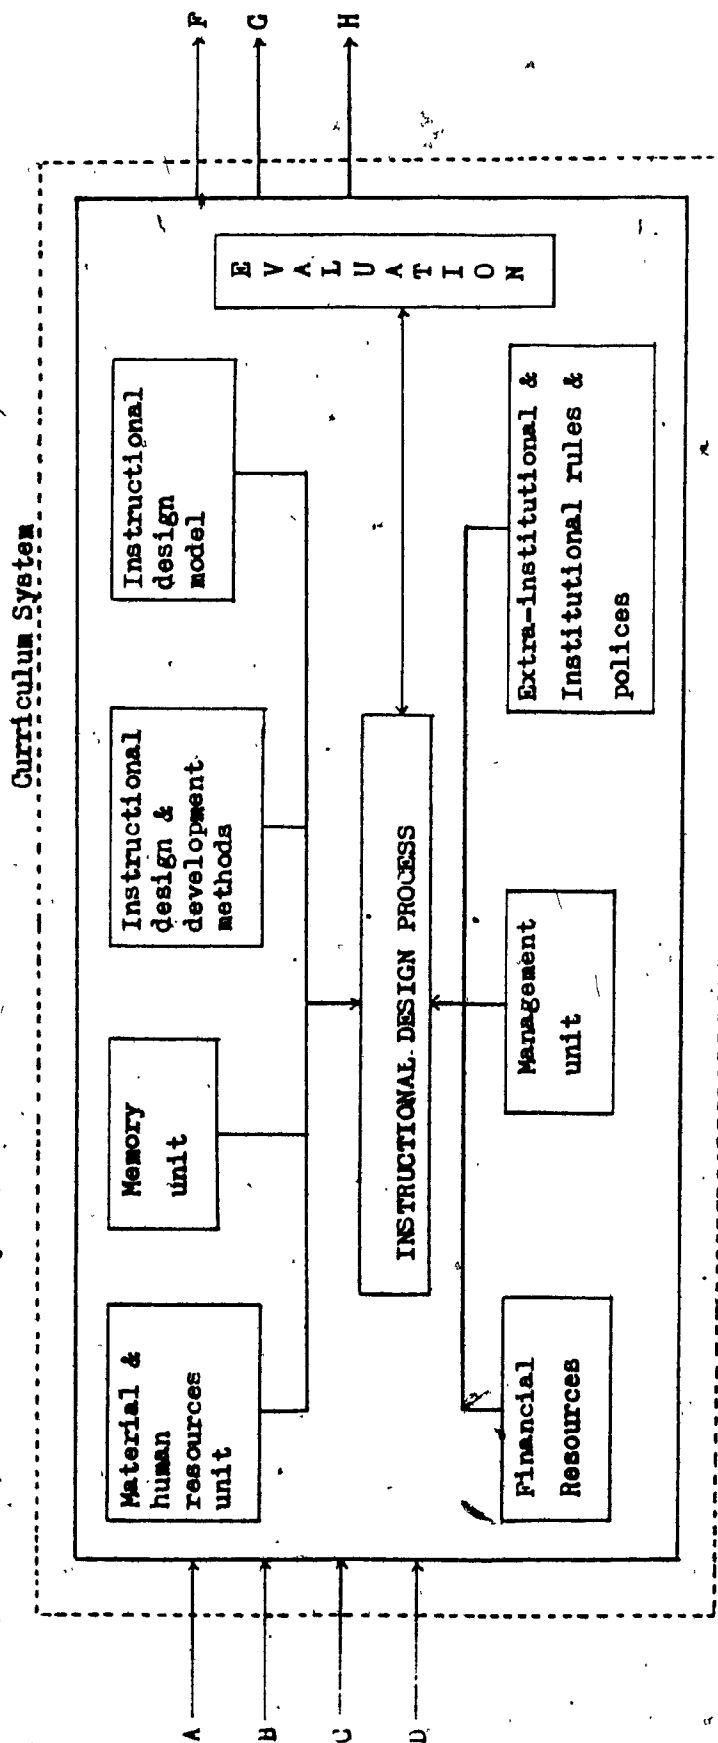 Curriculum System
A
B
C
D
Material &
human
resources
unit
Memory
unit
Instructional
design &
development
methods
Instructional
design
model
INSTRUCTIONAL DESIGN PROCESS
EVALUATION
Financial
Resources
Management
unit
Extra-institutional &
Institutional rules &
polices
F
G
H